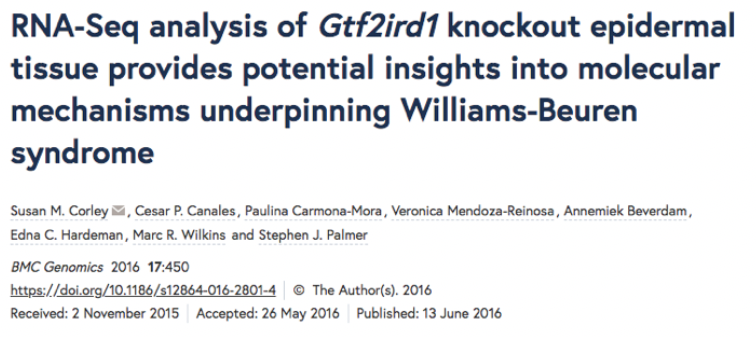 RNA-Seq analysis of Gtf2ird1 knockout epidermal
tissue provides potential insights into molecular
mechanisms underpinning Williams-Beuren
syndrome
Susan M. Corley, Cesar P. Canales, Paulina Carmona-Mora, Veronica Mendoza-Reinosa, Annemiek Beverdam,
Edna C. Hardeman, Marc R. Wilkins and Stephen J. Palmer
BMC Genomics 2016 17:450
https://doi.org/10.1186/s12864-016-2801-4 | © The Author(s). 2016
Received: 2 November 2015 | Accepted: 26 May 2016 | Published: 13 June 2016